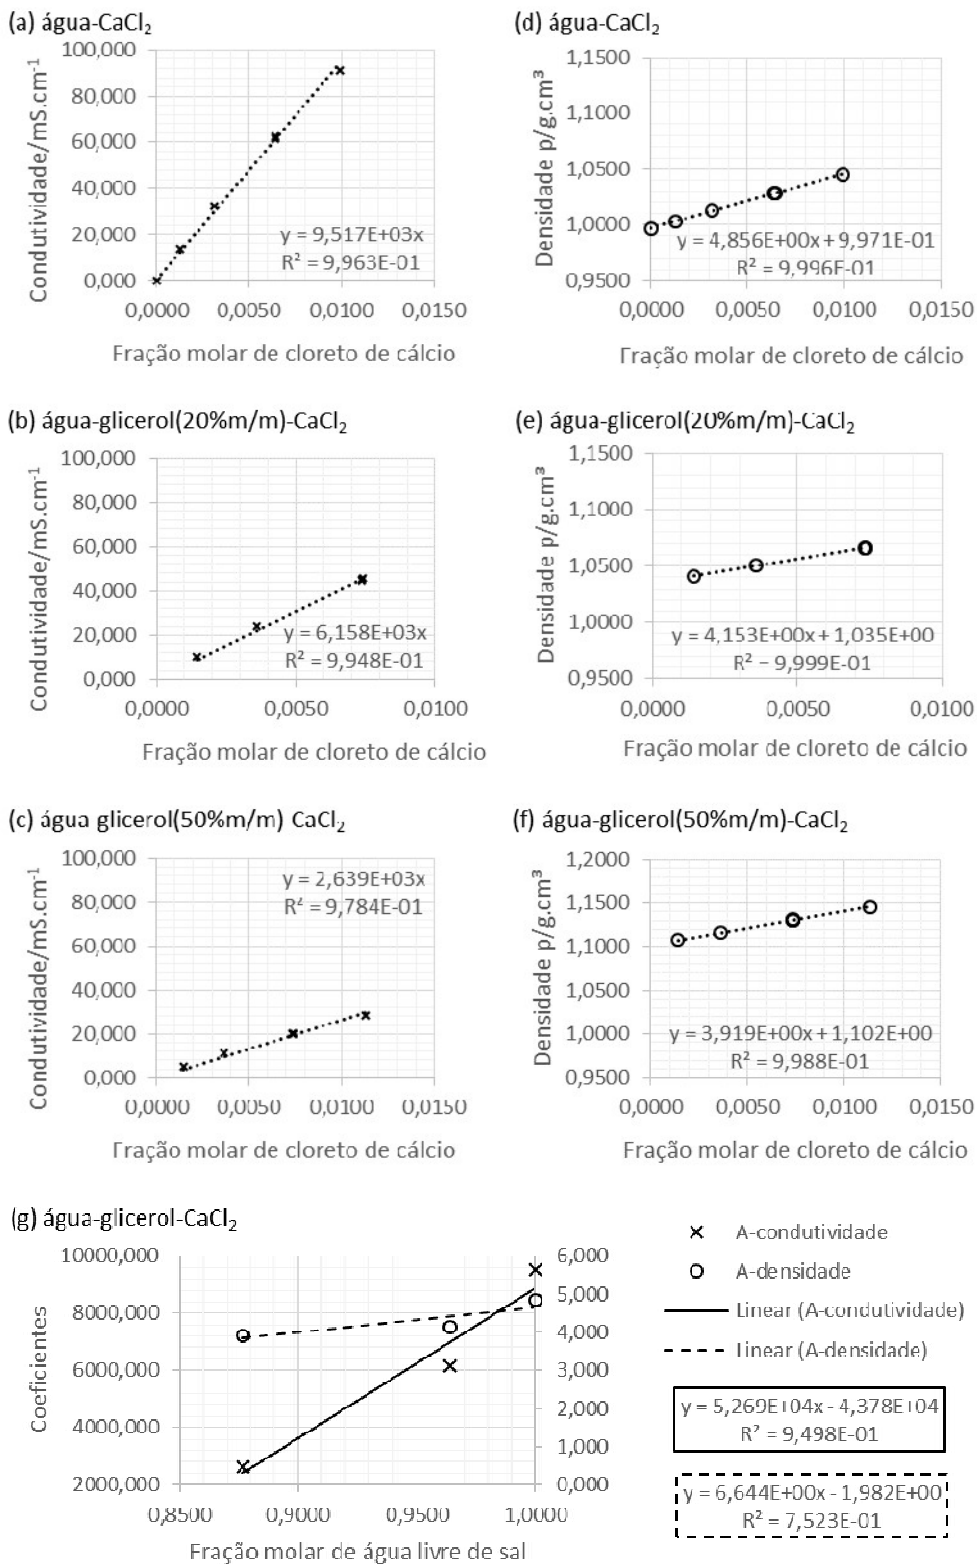 (a) água-CaCl₂
100,000
80,000
60,000
40,000
20,000
0,000
Condutividade/mS.cm⁻¹
y = 9,517E+03x
R² = 9,963E-01
0,0000 0,0050 0,0100 0,0150
Fração molar de cloreto de cálcio
(d) água-CaCl₂
1,1500
1,1000
1,0500
1,0000
0,9500
Densidade p/g.cm³
y = 4,856E+00x + 9,971E-01
R² = 9,996E-01
0,0000 0,0050 0,0100 0,0150
Fração molar de cloreto de cálcio
(b) água-glicerol(20%m/m)-CaCl₂
100,000
80,000
60,000
40,000
20,000
0,000
Condutividade/mS.cm⁻¹
y = 6,158E+03x
R² = 9,948E-01
0,0000 0,0050 0,0100
Fração molar de cloreto de cálcio
(e) água-glicerol(20%m/m)-CaCl₂
1,1500
1,1000
1,0500
1,0000
0,9500
Densidade p/g.cm³
y = 4,153E+00x + 1,035E+00
R² = 9,999E-01
0,0000 0,0050 0,0100
Fração molar de cloreto de cálcio
(c) água glicerol(50%m/m) CaCl₂
100,000
80,000
60,000
40,000
20,000
0,000
Condutividade/mS.cm⁻¹
y = 2,639E+03x
R² = 9,784E-01
0,0000 0,0050 0,0100 0,0150
Fração molar de cloreto de cálcio
(f) água-glicerol(50%m/m)-CaCl₂
1,2000
1,1500
1,1000
1,0500
1,0000
0,9500
Densidade p/g.cm³
y = 3,919E+00x + 1,102E+00
R² = 9,988E-01
0,0000 0,0050 0,0100 0,0150
Fração molar de cloreto de cálcio
(g) água-glicerol-CaCl₂
10000,000
8000,000
6000,000
4000,000
2000,000
Coeficientes
6,000
5,000
4,000
3,000
2,000
1,000
0,000
0,8500 0,9000 0,9500 1,0000
Fração molar de água livre de sal
A-condutividade
A-densidade
Linear (A-condutividade)
Linear (A-densidade)
y = 5,269E+04x - 4,378E+04
R² = 9,498E-01
y = 6,644E+00x - 1,982E+00
R² = 7,523E-01